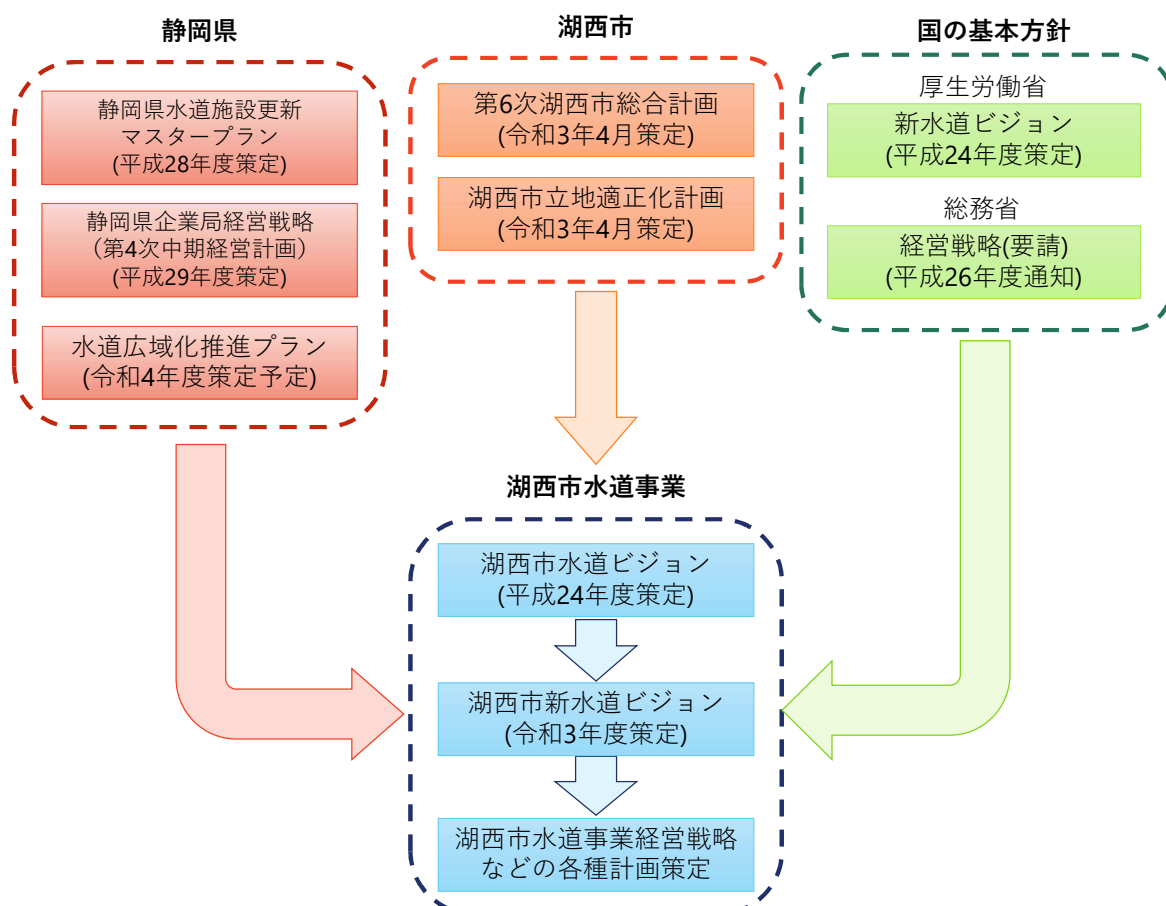 静岡県
静岡県水道施設更新
マスタープラン
(平成28年度策定)
静岡県企業局経営戦略
（第4次中期経営計画）
(平成29年度策定)
水道広域化推進プラン
(令和4年度策定予定)
湖西市
第6次湖西市総合計画
(令和3年4月策定)
湖西市立地適正化計画
(令和3年4月策定)
国の基本方針
厚生労働省
新水道ビジョン
(平成24年度策定)
総務省
経営戦略(要請)
(平成26年度通知)
湖西市水道事業
湖西市水道ビジョン
(平成24年度策定)
湖西市新水道ビジョン
(令和3年度策定)
湖西市水道事業経営戦略
などの各種計画策定